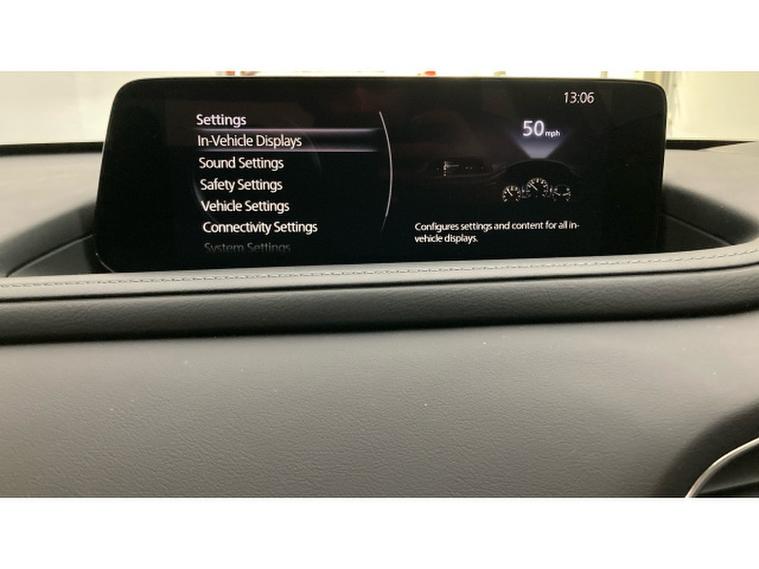 13:06
Settings
In-Vehicle Displays
Sound Settings
Safety Settings
Vehicle Settings
Connectivity Settings
System Settings
50 mph
Configures settings and content for all in-
vehicle displays.